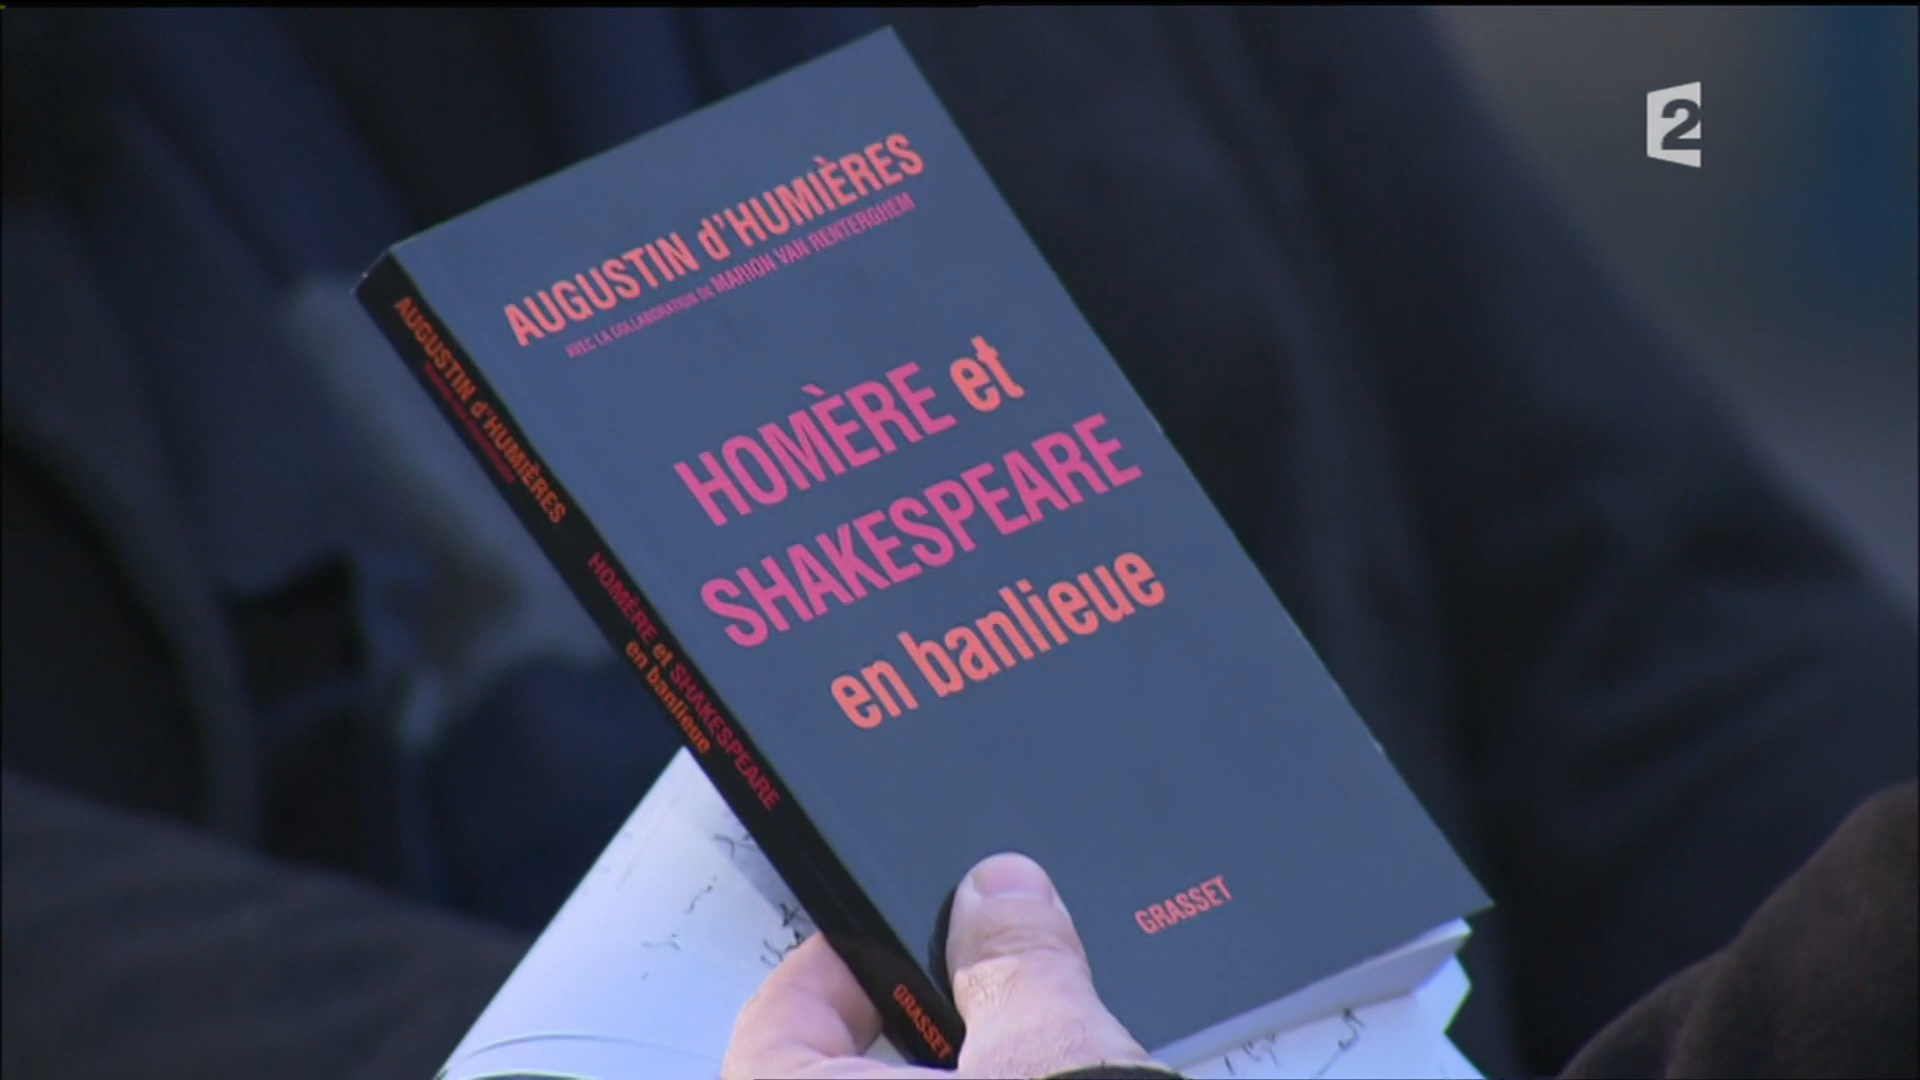 2
AUGUSTIN d'HUMIÈRES
AVEC LA COLLABORATION DE MARION VAN RENTERGHEM
HOMÈRE et
SHAKESPEARE
en banlieue
GRASSET
AUGUSTIN d'HUMIÈRES
HOMÈRE et SHAKESPEARE
en banlieue
GRASSET